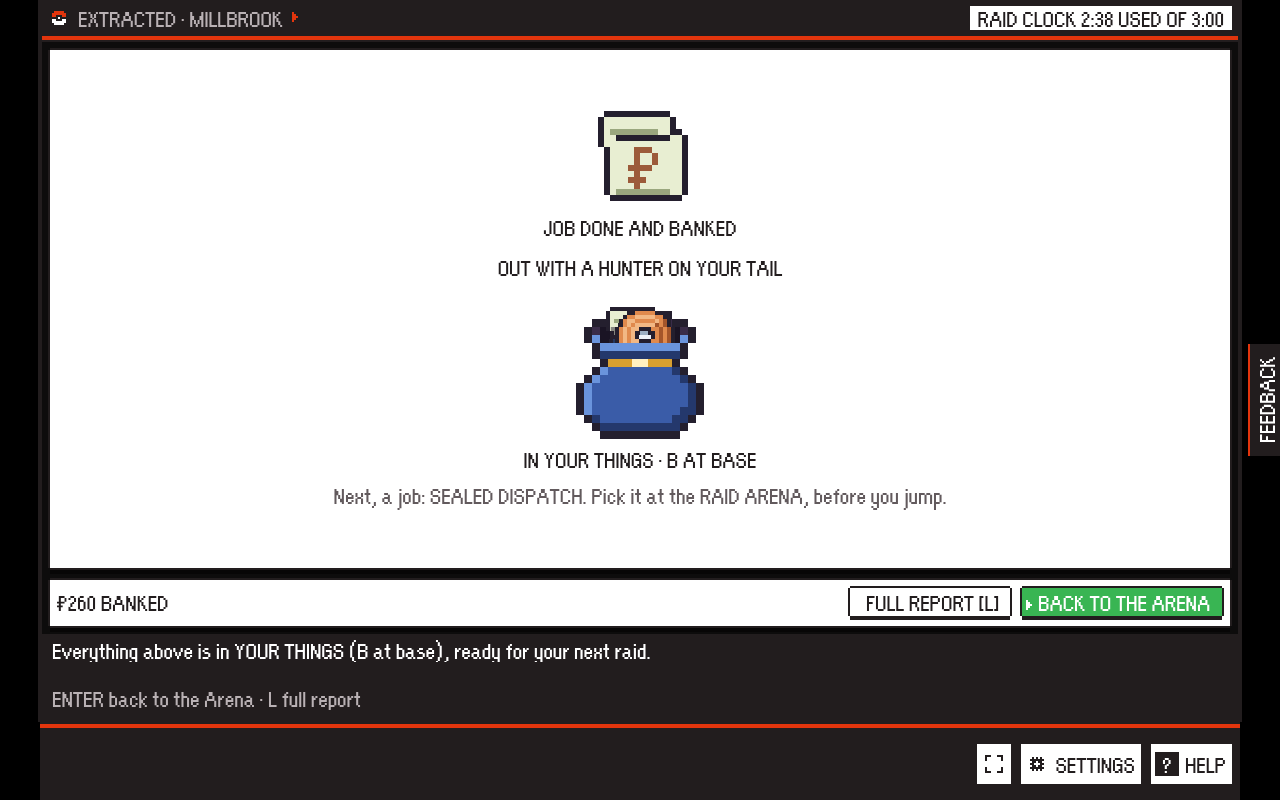 EXTRACTED · MILLBROOK
RAID CLOCK 2:38 USED OF 3:00
₽
JOB DONE AND BANKED
OUT WITH A HUNTER ON YOUR TAIL
IN YOUR THINGS · B AT BASE
Next, a job: SEALED DISPATCH. Pick it at the RAID ARENA, before you jump.
₽260 BANKED
FULL REPORT [L]
BACK TO THE ARENA
Everything above is in YOUR THINGS (B at base), ready for your next raid.
ENTER back to the Arena · L full report
FEEDBACK
SETTINGS
? HELP